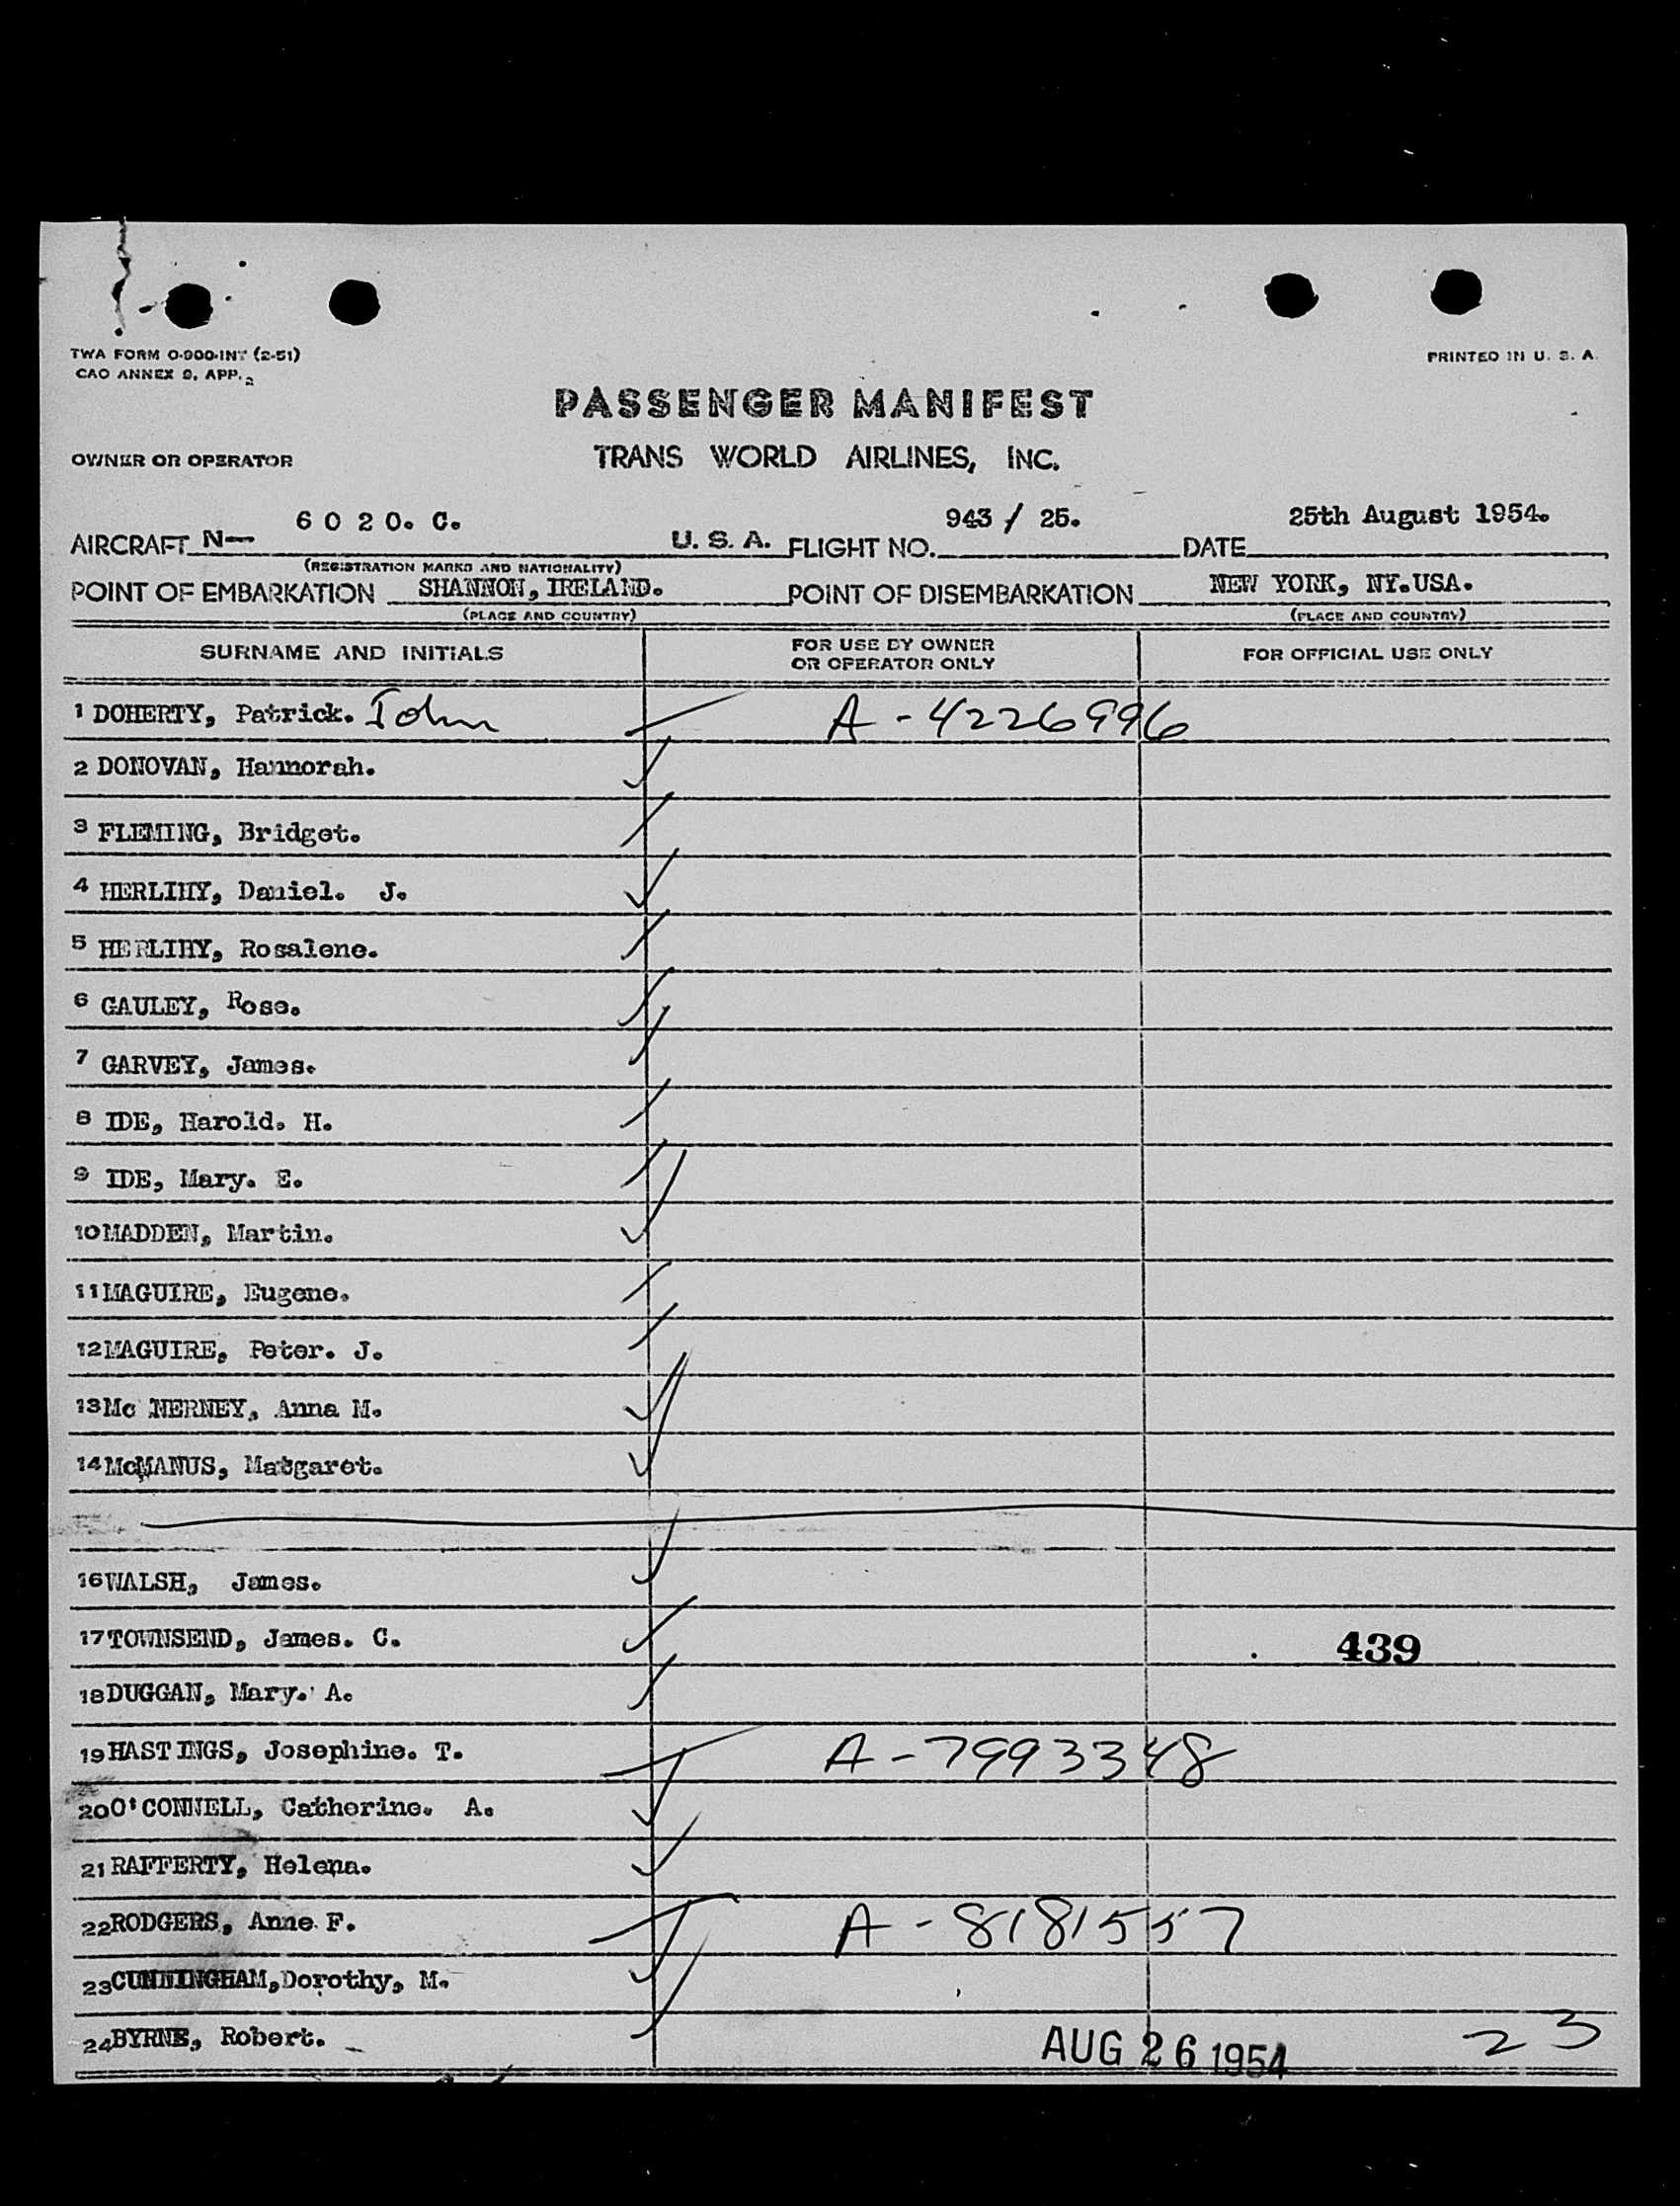 TWA FORM O-900-INT (2-51)
CAO ANNEX 9, APP. 2
PRINTED IN U. S. A.
PASSENGER MANIFEST
OWNER OR OPERATOR
TRANS WORLD AIRLINES, INC.
AIRCRAFT N- 6 0 2 0. C. U. S. A. FLIGHT NO. 943 / 25. DATE 25th August 1954.
(REGISTRATION MARKS AND NATIONALITY)
POINT OF EMBARKATION SHANNON, IRELAND. POINT OF DISEMBARKATION NEW YORK, NY.USA.
(PLACE AND COUNTRY) (PLACE AND COUNTRY)
SURNAME AND INITIALS FOR USE BY OWNER OR OPERATOR ONLY FOR OFFICIAL USE ONLY
1 DOHERTY, Patrick. John A - 4226996
2 DONOVAN, Hannorah.
3 FLEMING, Bridget.
4 HERLIHY, Daniel. J.
5 HERLIHY, Rosalene.
6 GAULEY, Rose.
7 GARVEY, James.
8 IDE, Harold. H.
9 IDE, Mary. E.
10 MADDEN, Martin.
11 MAGUIRE, Eugene.
12 MAGUIRE, Peter. J.
13 Mc NERNEY, Anna M.
14 McMANUS, Matgaret.
16 WALSH, James.
17 TOWNSEND, James. C. 439
18 DUGGAN, Mary. A.
19 HASTINGS, Josephine. T. A - 7993348
20 O'CONNELL, Catherine. A.
21 RAFFERTY, Helena.
22 RODGERS, Anne F. A - 8181557
23 CUNNINGHAM, Dorothy, M.
24 BYRNE, Robert. AUG 26 1954 23